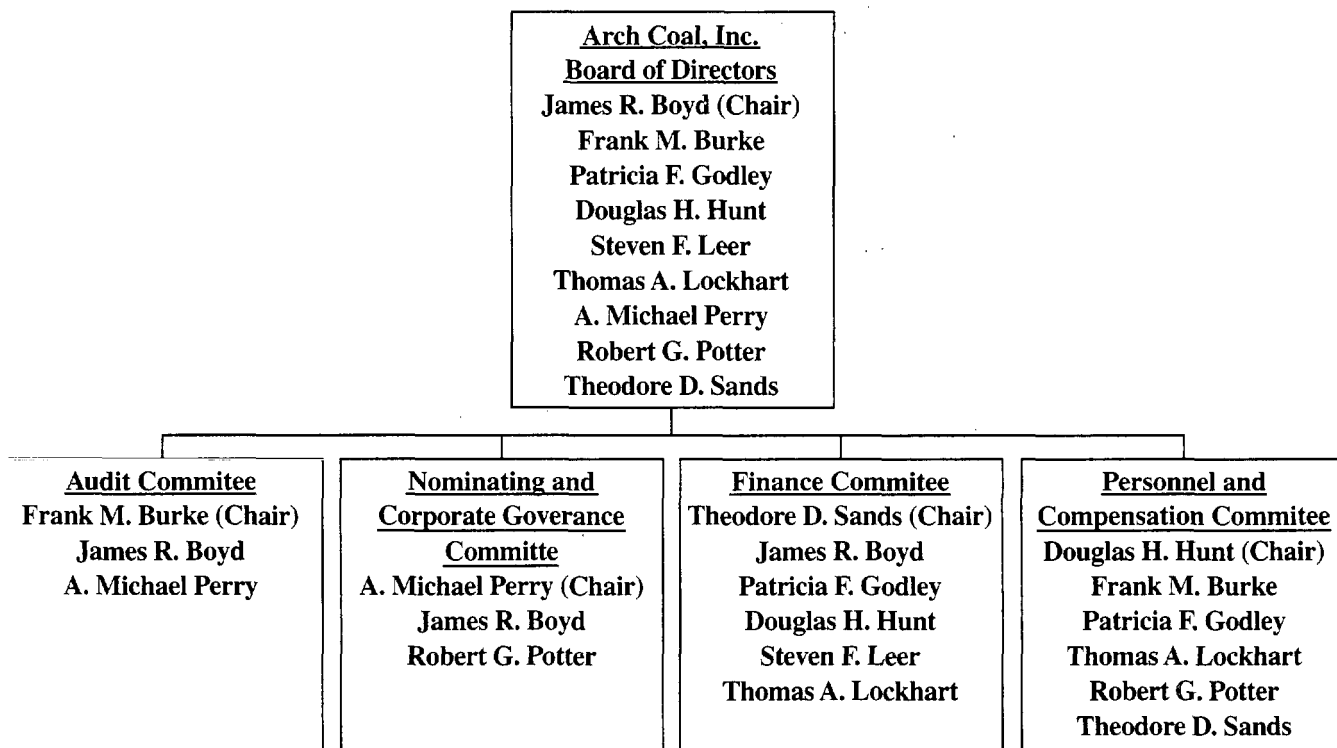 Arch Coal, Inc.
Board of Directors
James R. Boyd (Chair)
Frank M. Burke
Patricia F. Godley
Douglas H. Hunt
Steven F. Leer
Thomas A. Lockhart
A. Michael Perry
Robert G. Potter
Theodore D. Sands
Audit Commitee
Frank M. Burke (Chair)
James R. Boyd
A. Michael Perry
Nominating and
Corporate Goverance
Committe
A. Michael Perry (Chair)
James R. Boyd
Robert G. Potter
Finance Commitee
Theodore D. Sands (Chair)
James R. Boyd
Patricia F. Godley
Douglas H. Hunt
Steven F. Leer
Thomas A. Lockhart
Personnel and
Compensation Commitee
Douglas H. Hunt (Chair)
Frank M. Burke
Patricia F. Godley
Thomas A. Lockhart
Robert G. Potter
Theodore D. Sands